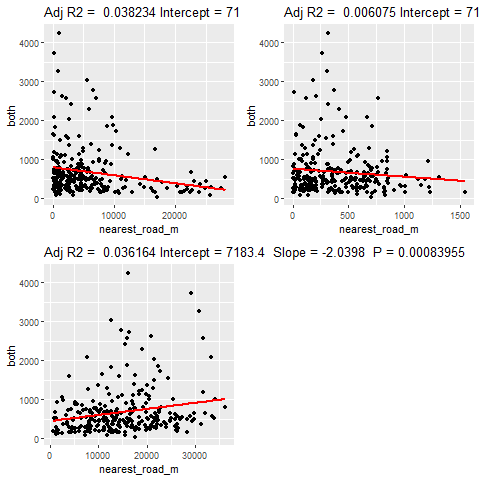 Adj R2 =  0.038234 Intercept = 71
4000
3000
2000
1000
0
both
0
10000
20000
nearest_road_m
Adj R2 =  0.006075 Intercept = 71
4000
3000
2000
1000
0
both
0
500
1000
1500
nearest_road_m
Adj R2 =  0.036164 Intercept = 7183.4  Slope = -2.0398  P = 0.00083955
4000
3000
2000
1000
0
both
0
10000
20000
30000
nearest_road_m